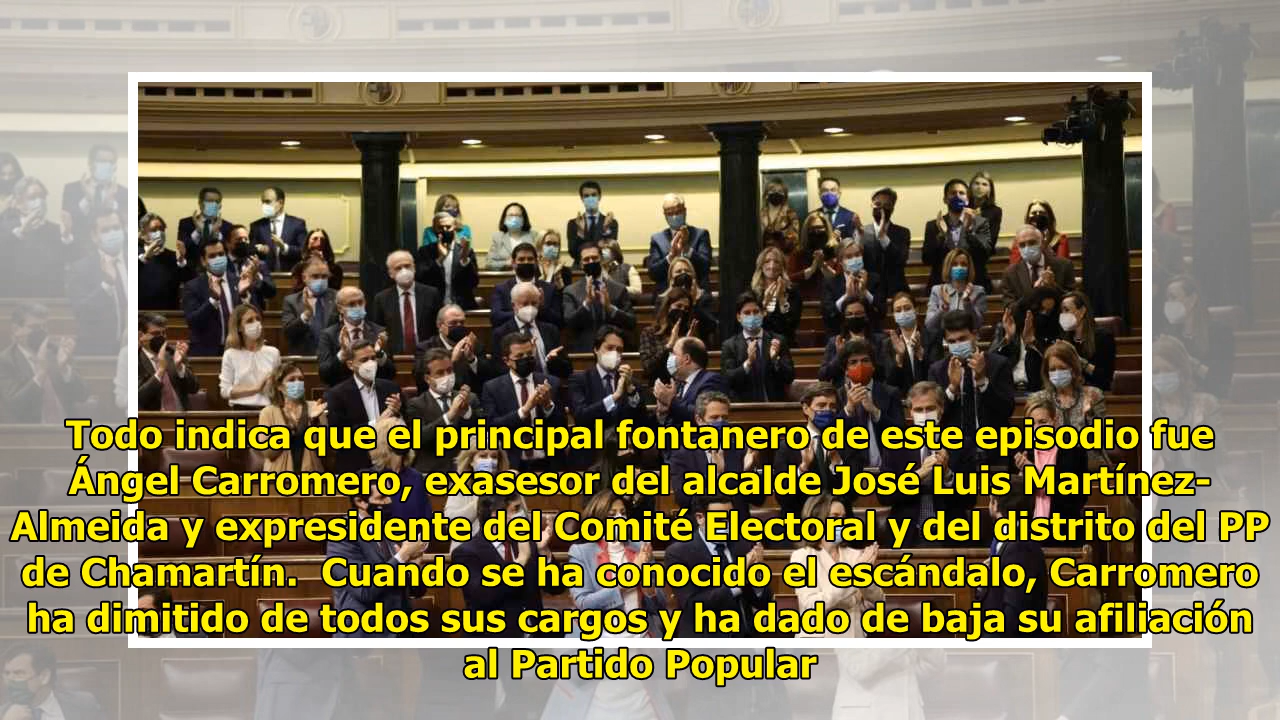 Todo indica que el principal fontanero de este episodio fue
Ángel Carromero, exasesor del alcalde José Luis Martínez-
Almeida y expresidente del Comité Electoral y del distrito del PP
de Chamartín.  Cuando se ha conocido el escándalo, Carromero
ha dimitido de todos sus cargos y ha dado de baja su afiliación
al Partido Popular